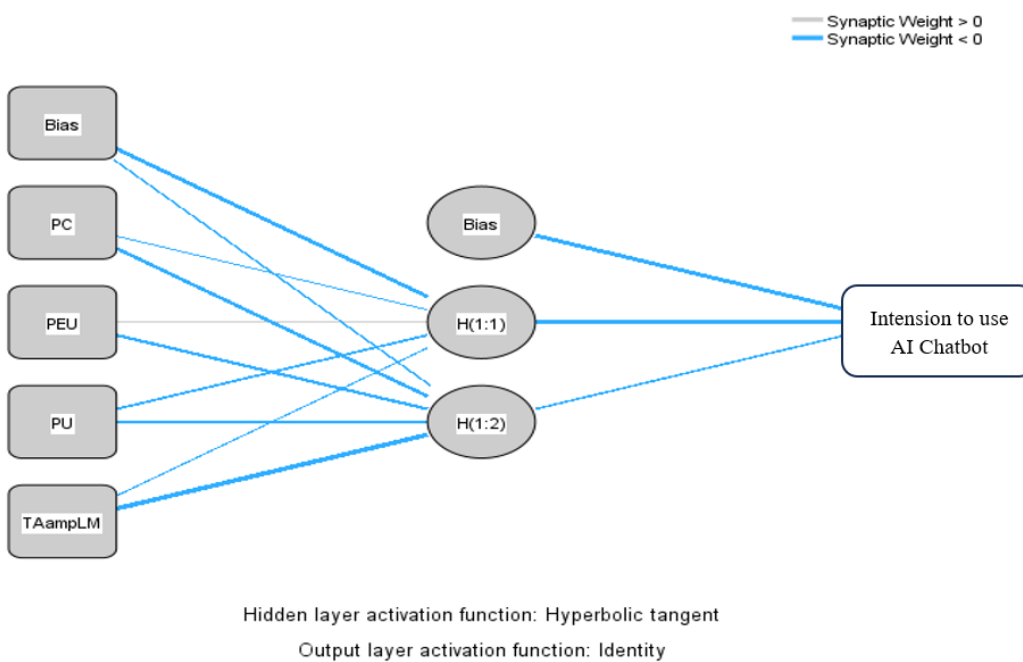 Synaptic Weight > 0
Synaptic Weight < 0
Bias
PC
PEU
PU
TAampLM
Bias
H(1:1)
H(1:2)
Intension to use
AI Chatbot
Hidden layer activation function: Hyperbolic tangent
Output layer activation function: Identity